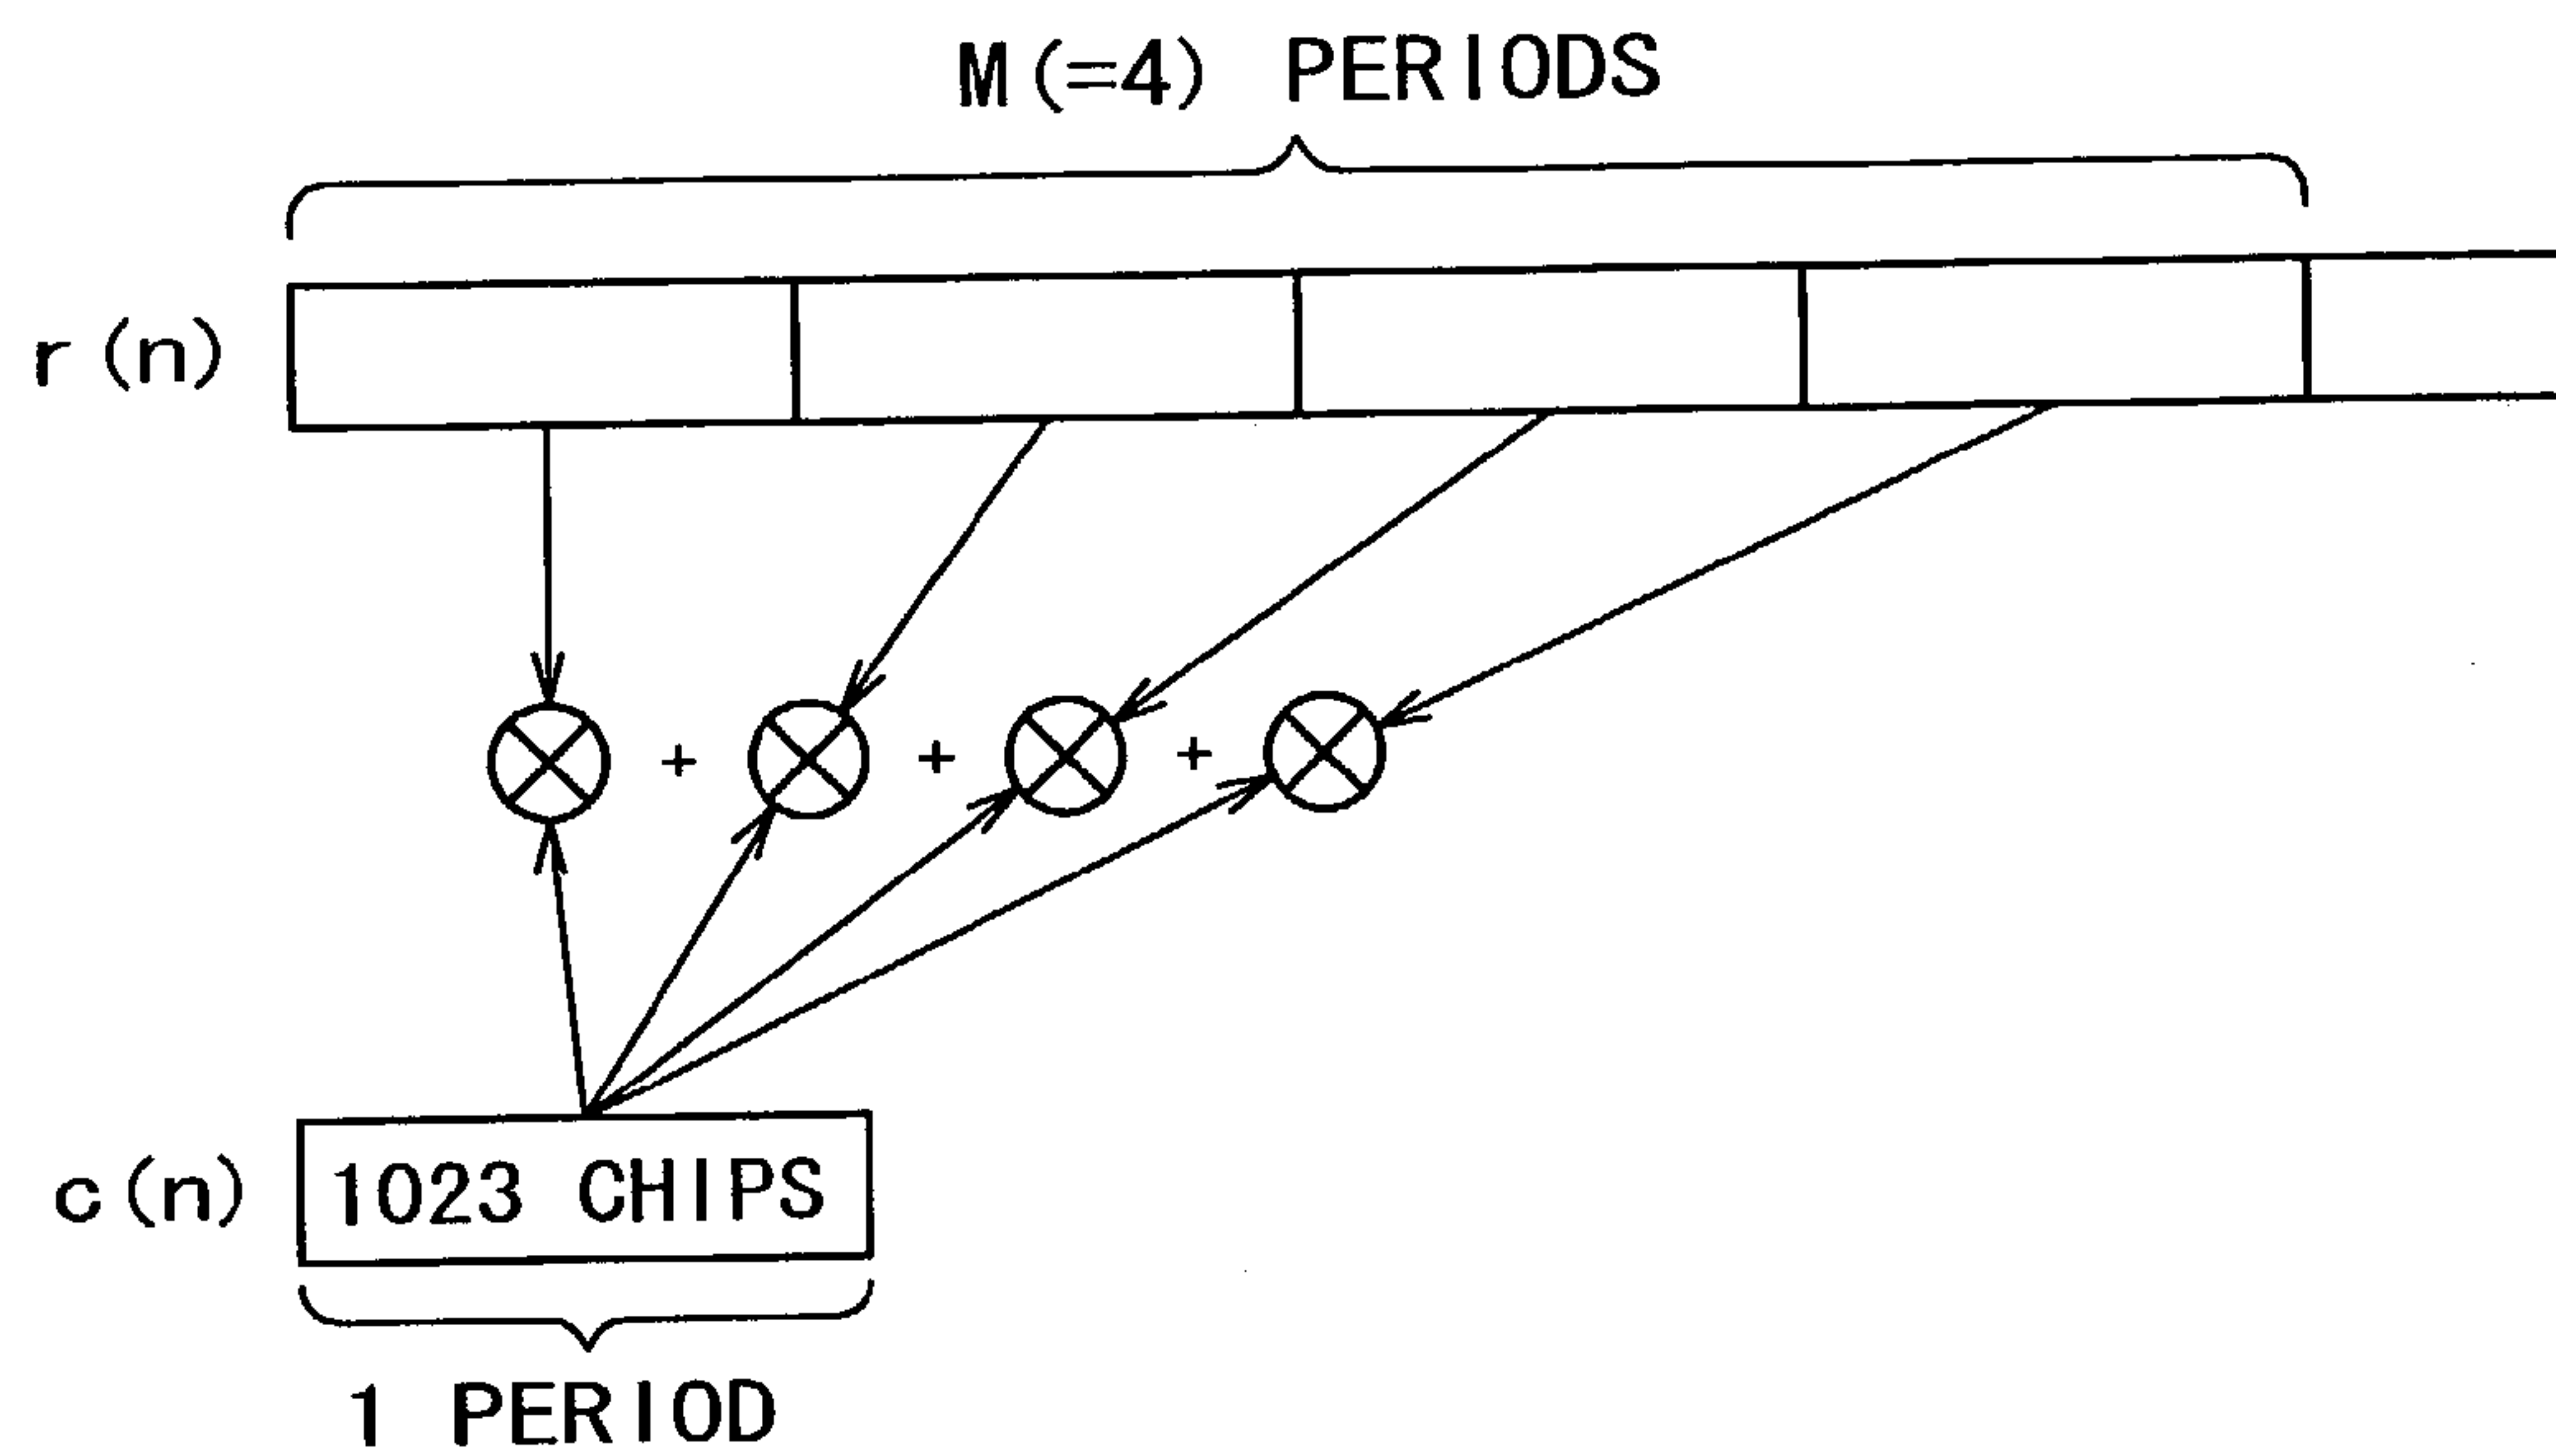 M(=4) PERIODS
r(n)
+ + +
c(n) 1023 CHIPS
1 PERIOD